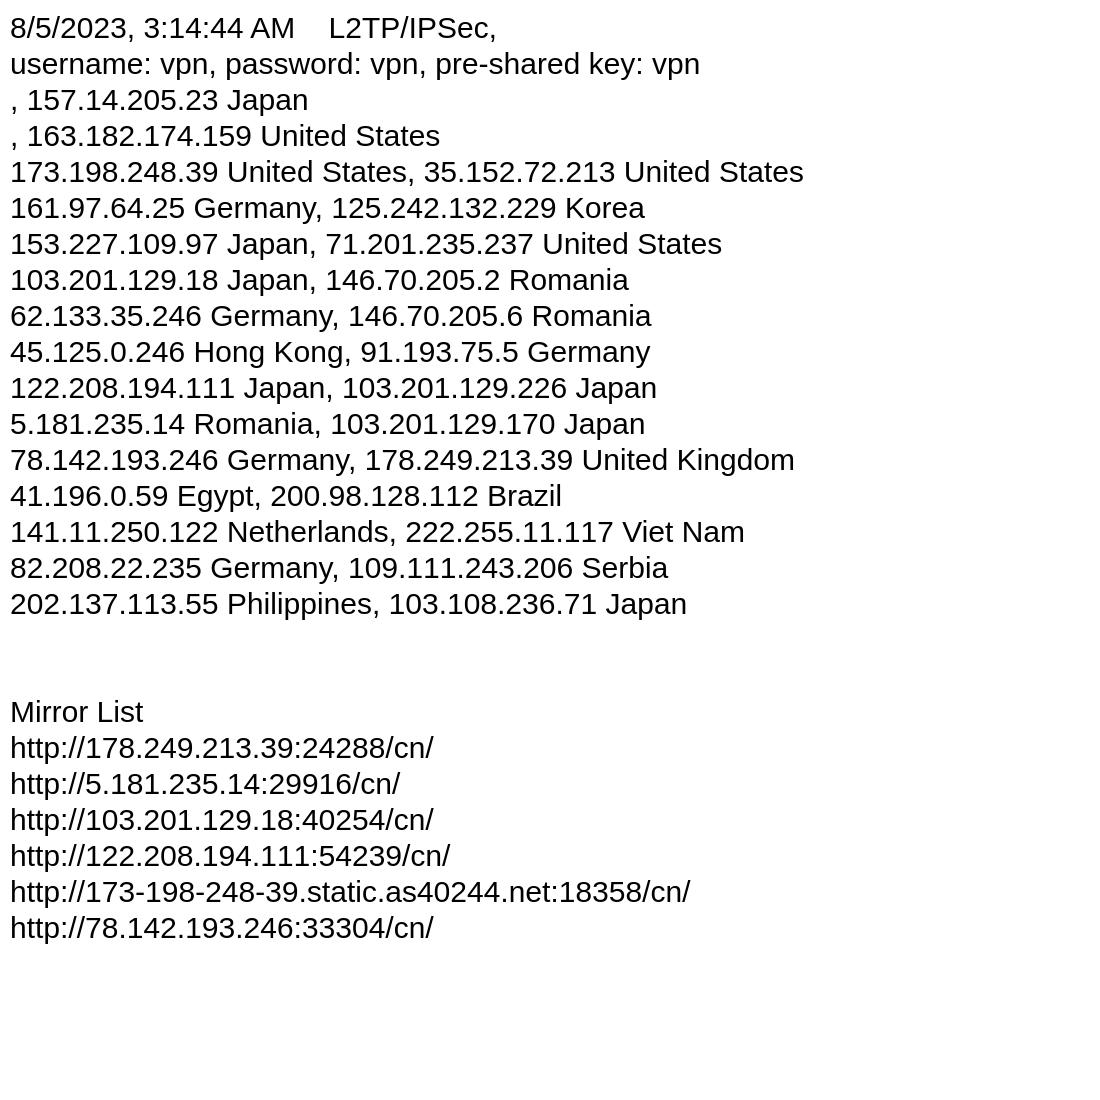 8/5/2023, 3:14:44 AM    L2TP/IPSec,
username: vpn, password: vpn, pre-shared key: vpn
, 157.14.205.23 Japan
, 163.182.174.159 United States
173.198.248.39 United States, 35.152.72.213 United States
161.97.64.25 Germany, 125.242.132.229 Korea
153.227.109.97 Japan, 71.201.235.237 United States
103.201.129.18 Japan, 146.70.205.2 Romania
62.133.35.246 Germany, 146.70.205.6 Romania
45.125.0.246 Hong Kong, 91.193.75.5 Germany
122.208.194.111 Japan, 103.201.129.226 Japan
5.181.235.14 Romania, 103.201.129.170 Japan
78.142.193.246 Germany, 178.249.213.39 United Kingdom
41.196.0.59 Egypt, 200.98.128.112 Brazil
141.11.250.122 Netherlands, 222.255.11.117 Viet Nam
82.208.22.235 Germany, 109.111.243.206 Serbia
202.137.113.55 Philippines, 103.108.236.71 Japan
Mirror List
http://178.249.213.39:24288/cn/
http://5.181.235.14:29916/cn/
http://103.201.129.18:40254/cn/
http://122.208.194.111:54239/cn/
http://173-198-248-39.static.as40244.net:18358/cn/
http://78.142.193.246:33304/cn/